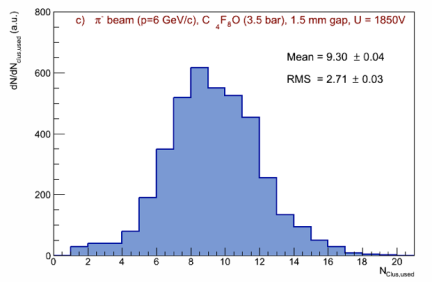 c) π⁻ beam (p=6 GeV/c), C₄F₈O (3.5 bar), 1.5 mm gap, U = 1850V
Mean = 9.30 ± 0.04
RMS = 2.71 ± 0.03
dN/dN_clus,used (a.u.)
800
600
400
200
0
0 2 4 6 8 10 12 14 16 18 20
N_Clus,used